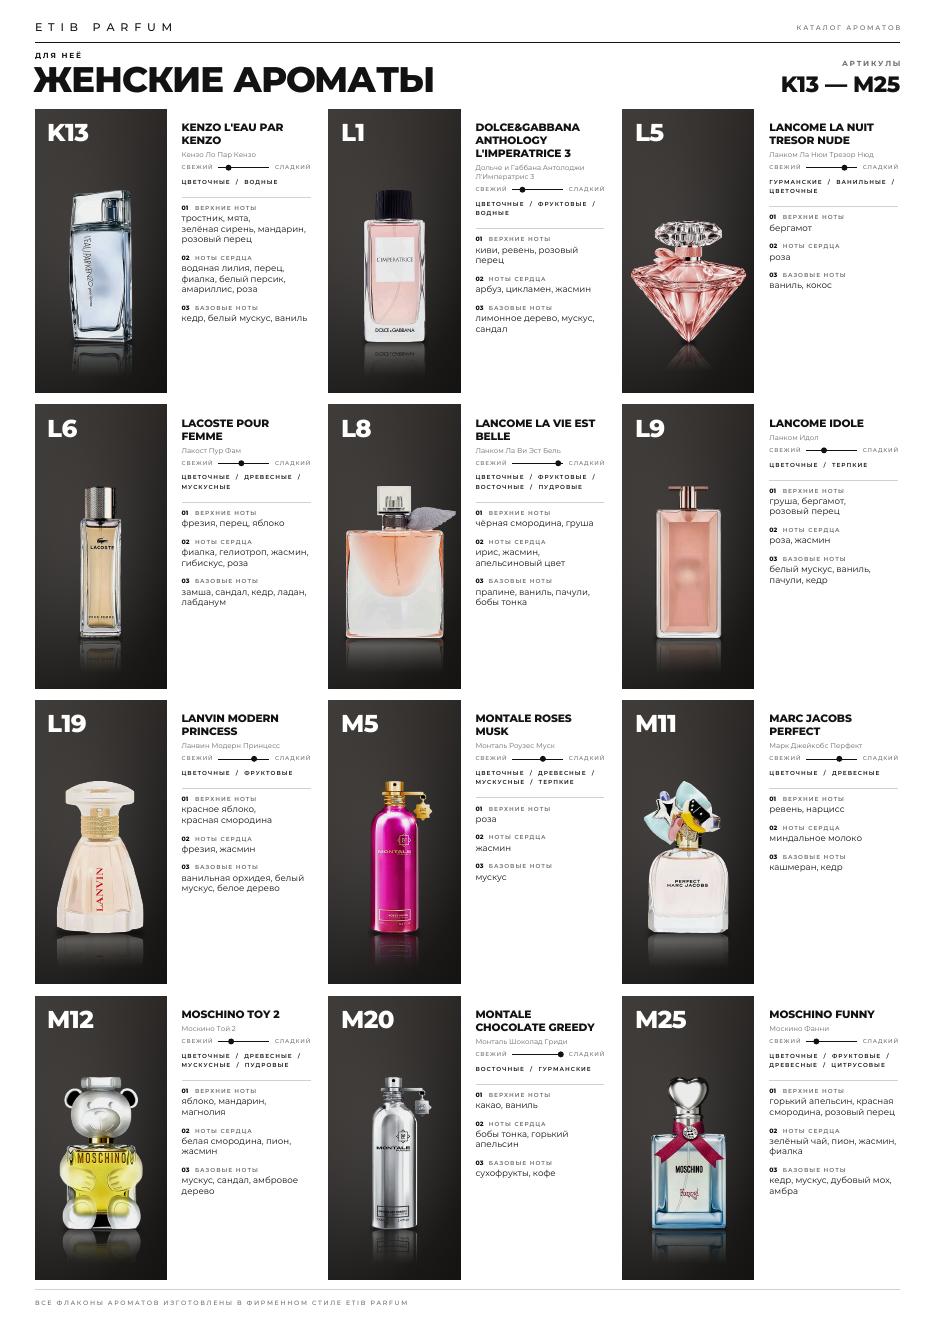 ETIB PARFUM
КАТАЛОГ АРОМАТОВ
ДЛЯ НЕЁ
ЖЕНСКИЕ АРОМАТЫ
АРТИКУЛЫ
K13 — M25
K13
L'EAU PAR KENZO
KENZO L'EAU PAR
KENZO
Кензо Ло Пар Кензо
СВЕЖИЙ СЛАДКИЙ
ЦВЕТОЧНЫЕ / ВОДНЫЕ
01 ВЕРХНИЕ НОТЫ
тростник, мята,
зелёная сирень, мандарин,
розовый перец
02 НОТЫ СЕРДЦА
водяная лилия, перец,
фиалка, белый персик,
амариллис, роза
03 БАЗОВЫЕ НОТЫ
кедр, белый мускус, ваниль
L1
L'IMPERATRICE
DOLCE&GABBANA
DOLCE&GABBANA
ANTHOLOGY
L'IMPERATRICE 3
Дольче и Габбана Антолоджи
Л'Императрис 3
СВЕЖИЙ СЛАДКИЙ
ЦВЕТОЧНЫЕ / ФРУКТОВЫЕ /
ВОДНЫЕ
01 ВЕРХНИЕ НОТЫ
киви, ревень, розовый
перец
02 НОТЫ СЕРДЦА
арбуз, цикламен, жасмин
03 БАЗОВЫЕ НОТЫ
лимонное дерево, мускус,
сандал
L5
LANCOME LA NUIT
TRESOR NUDE
Ланком Ла Нюи Трезор Нюд
СВЕЖИЙ СЛАДКИЙ
ГУРМАНСКИЕ / ВАНИЛЬНЫЕ /
ЦВЕТОЧНЫЕ
01 ВЕРХНИЕ НОТЫ
бергамот
02 НОТЫ СЕРДЦА
роза
03 БАЗОВЫЕ НОТЫ
ваниль, кокос
L6
LACOSTE
POUR FEMME
LACOSTE POUR
FEMME
Лакост Пур Фам
СВЕЖИЙ СЛАДКИЙ
ЦВЕТОЧНЫЕ / ДРЕВЕСНЫЕ /
МУСКУСНЫЕ
01 ВЕРХНИЕ НОТЫ
фрезия, перец, яблоко
02 НОТЫ СЕРДЦА
фиалка, гелиотроп, жасмин,
гибискус, роза
03 БАЗОВЫЕ НОТЫ
замша, сандал, кедр, ладан,
лабданум
L8
LANCOME LA VIE EST
BELLE
Ланком Ла Ви Эст Бель
СВЕЖИЙ СЛАДКИЙ
ЦВЕТОЧНЫЕ / ФРУКТОВЫЕ /
ВОСТОЧНЫЕ / ПУДРОВЫЕ
01 ВЕРХНИЕ НОТЫ
чёрная смородина, груша
02 НОТЫ СЕРДЦА
ирис, жасмин,
апельсиновый цвет
03 БАЗОВЫЕ НОТЫ
пралине, ваниль, пачули,
бобы тонка
L9
LANCOME IDOLE
Ланком Идол
СВЕЖИЙ СЛАДКИЙ
ЦВЕТОЧНЫЕ / ТЕРПКИЕ
01 ВЕРХНИЕ НОТЫ
груша, бергамот,
розовый перец
02 НОТЫ СЕРДЦА
роза, жасмин
03 БАЗОВЫЕ НОТЫ
белый мускус, ваниль,
пачули, кедр
L19
LANVIN
LANVIN MODERN
PRINCESS
Ланвин Модерн Принцесс
СВЕЖИЙ СЛАДКИЙ
ЦВЕТОЧНЫЕ / ФРУКТОВЫЕ
01 ВЕРХНИЕ НОТЫ
красное яблоко,
красная смородина
02 НОТЫ СЕРДЦА
фрезия, жасмин
03 БАЗОВЫЕ НОТЫ
ванильная орхидея, белый
мускус, белое дерево
M5
MONTALE
MONTALE ROSES
MUSK
Монталь Роузес Муск
СВЕЖИЙ СЛАДКИЙ
ЦВЕТОЧНЫЕ / ДРЕВЕСНЫЕ /
МУСКУСНЫЕ / ТЕРПКИЕ
01 ВЕРХНИЕ НОТЫ
роза
02 НОТЫ СЕРДЦА
жасмин
03 БАЗОВЫЕ НОТЫ
мускус
M11
PERFECT
MARC JACOBS
MARC JACOBS
PERFECT
Марк Джейкобс Перфект
СВЕЖИЙ СЛАДКИЙ
ЦВЕТОЧНЫЕ / ДРЕВЕСНЫЕ
01 ВЕРХНИЕ НОТЫ
ревень, нарцисс
02 НОТЫ СЕРДЦА
миндальное молоко
03 БАЗОВЫЕ НОТЫ
кашмеран, кедр
M12
MOSCHINO
MOSCHINO TOY 2
Москино Той 2
СВЕЖИЙ СЛАДКИЙ
ЦВЕТОЧНЫЕ / ДРЕВЕСНЫЕ /
МУСКУСНЫЕ / ПУДРОВЫЕ
01 ВЕРХНИЕ НОТЫ
яблоко, мандарин,
магнолия
02 НОТЫ СЕРДЦА
белая смородина, пион,
жасмин
03 БАЗОВЫЕ НОТЫ
мускус, сандал, амбровое
дерево
M20
MONTALE
MONTALE
CHOCOLATE GREEDY
Монталь Шоколад Гриди
СВЕЖИЙ СЛАДКИЙ
ВОСТОЧНЫЕ / ГУРМАНСКИЕ
01 ВЕРХНИЕ НОТЫ
какао, ваниль
02 НОТЫ СЕРДЦА
бобы тонка, горький
апельсин
03 БАЗОВЫЕ НОТЫ
сухофрукты, кофе
M25
MOSCHINO
Funny!
MOSCHINO FUNNY
Москино Фанни
СВЕЖИЙ СЛАДКИЙ
ЦВЕТОЧНЫЕ / ФРУКТОВЫЕ /
ДРЕВЕСНЫЕ / ЦИТРУСОВЫЕ
01 ВЕРХНИЕ НОТЫ
горький апельсин, красная
смородина, розовый перец
02 НОТЫ СЕРДЦА
зелёный чай, пион, жасмин,
фиалка
03 БАЗОВЫЕ НОТЫ
кедр, мускус, дубовый мох,
амбра
ВСЕ ФЛАКОНЫ АРОМАТОВ ИЗГОТОВЛЕНЫ В ФИРМЕННОМ СТИЛЕ ETIB PARFUM